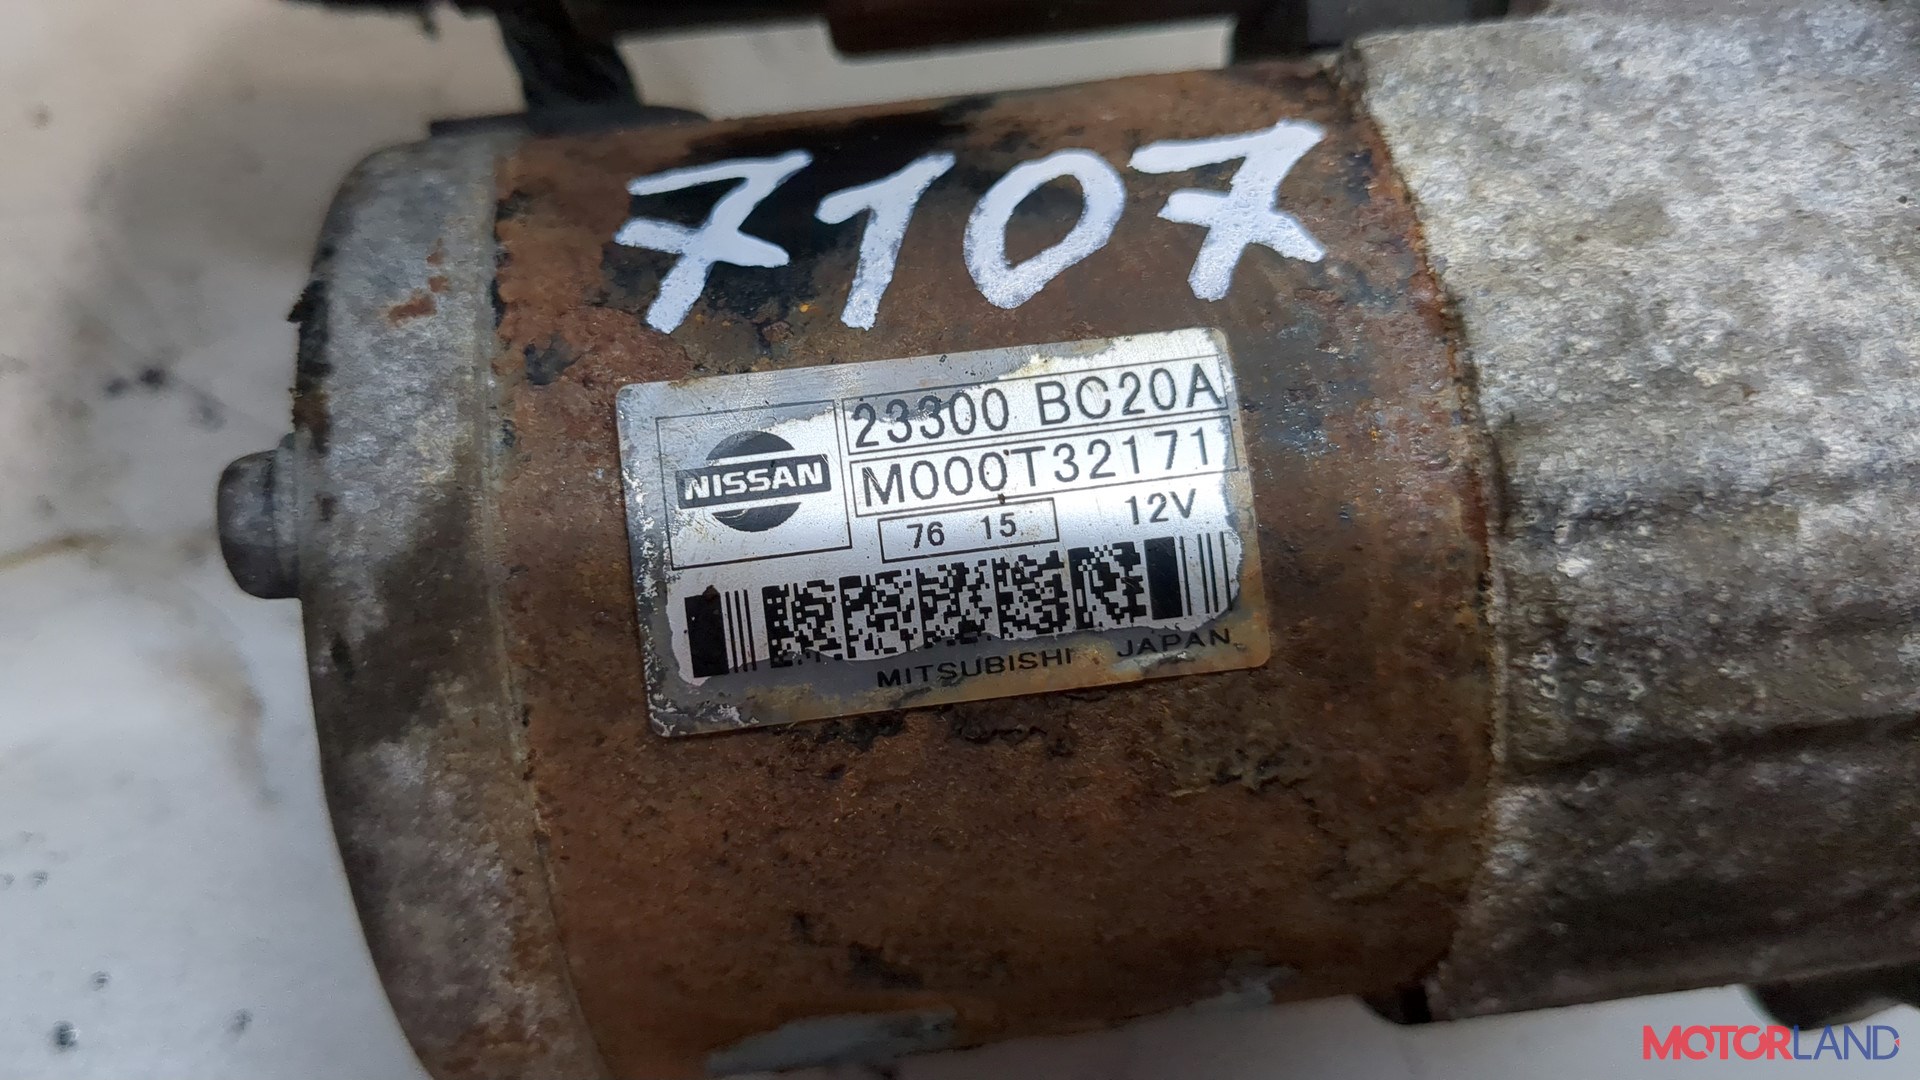 7107
23300 BC20A
NISSAN
M000T32171
76 15
12V
MITSUBISHI JAPAN
MOTORLAND